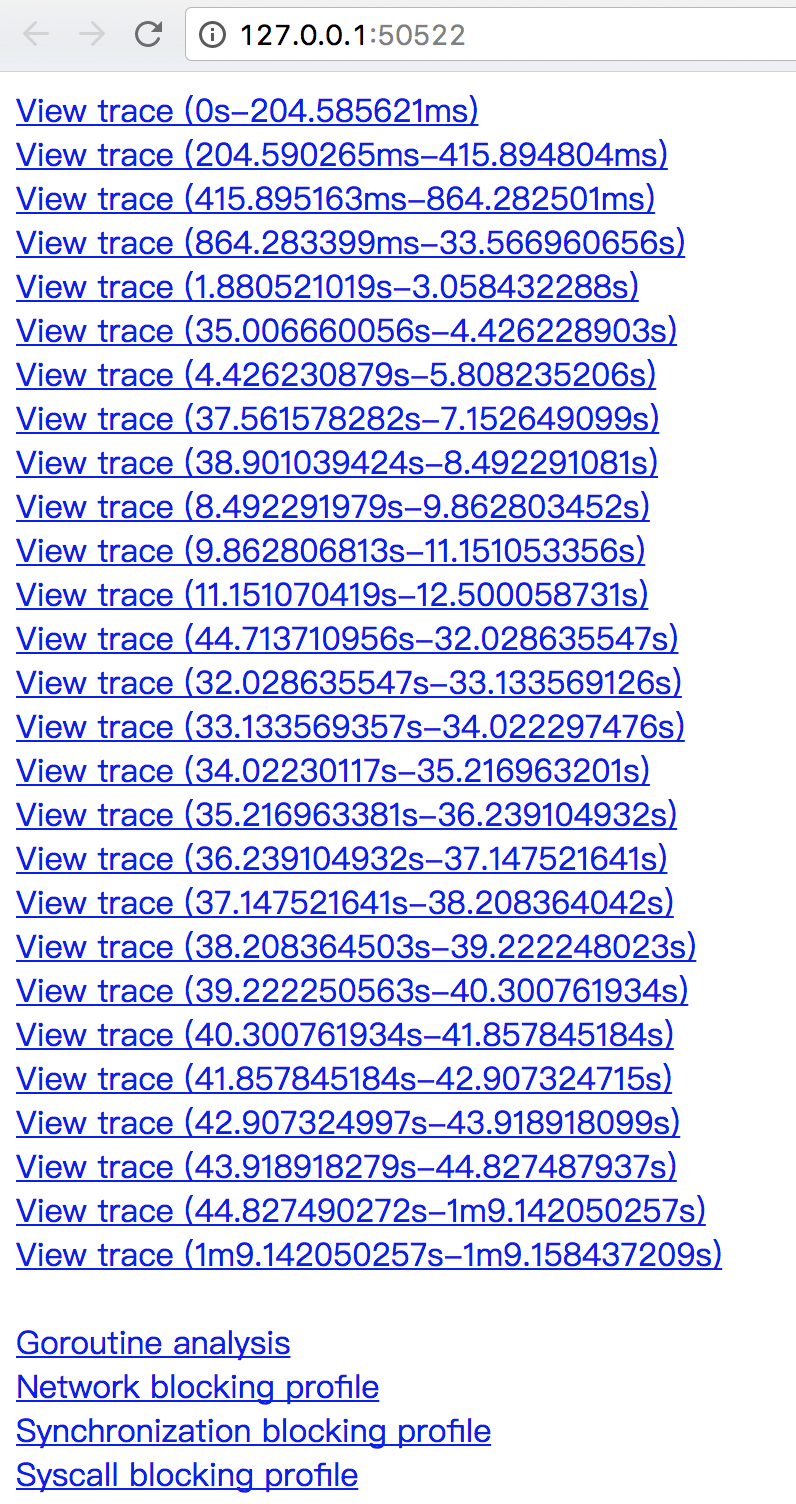 127.0.0.1:50522
View trace (0s–204.585621ms)
View trace (204.590265ms–415.894804ms)
View trace (415.895163ms–864.282501ms)
View trace (864.283399ms–33.566960656s)
View trace (1.880521019s–3.058432288s)
View trace (35.006660056s–4.426228903s)
View trace (4.426230879s–5.808235206s)
View trace (37.561578282s–7.152649099s)
View trace (38.901039424s–8.492291081s)
View trace (8.492291979s–9.862803452s)
View trace (9.862806813s–11.151053356s)
View trace (11.151070419s–12.500058731s)
View trace (44.713710956s–32.028635547s)
View trace (32.028635547s–33.133569126s)
View trace (33.133569357s–34.022297476s)
View trace (34.02230117s–35.216963201s)
View trace (35.216963381s–36.239104932s)
View trace (36.239104932s–37.147521641s)
View trace (37.147521641s–38.208364042s)
View trace (38.208364503s–39.222248023s)
View trace (39.222250563s–40.300761934s)
View trace (40.300761934s–41.857845184s)
View trace (41.857845184s–42.907324715s)
View trace (42.907324997s–43.918918099s)
View trace (43.918918279s–44.827487937s)
View trace (44.827490272s–1m9.142050257s)
View trace (1m9.142050257s–1m9.158437209s)
Goroutine analysis
Network blocking profile
Synchronization blocking profile
Syscall blocking profile